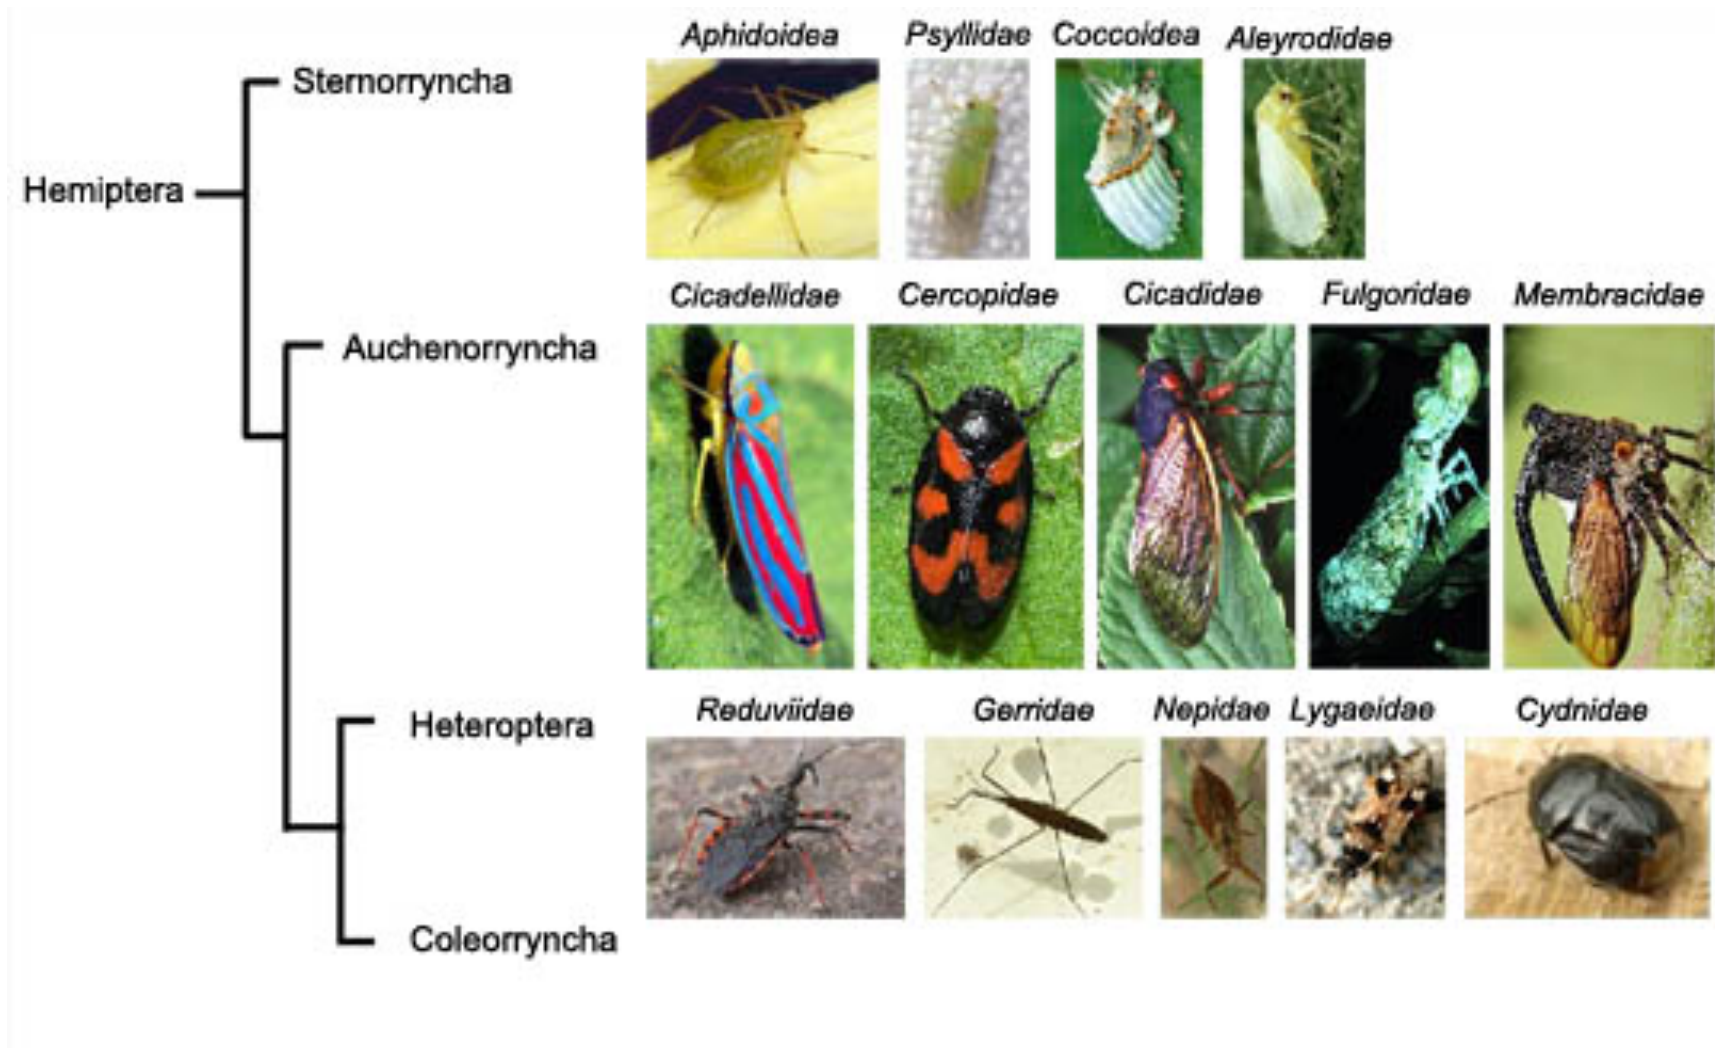 Aphidoidea Psyllidae Coccoidea Aleyrodidae
Sternorryncha
Hemiptera
Cicadellidae Cercopidae Cicadidae Fulgoridae Membracidae
Auchenorryncha
Reduviidae Gerridae Nepidae Lygaeidae Cydnidae
Heteroptera
Coleorryncha